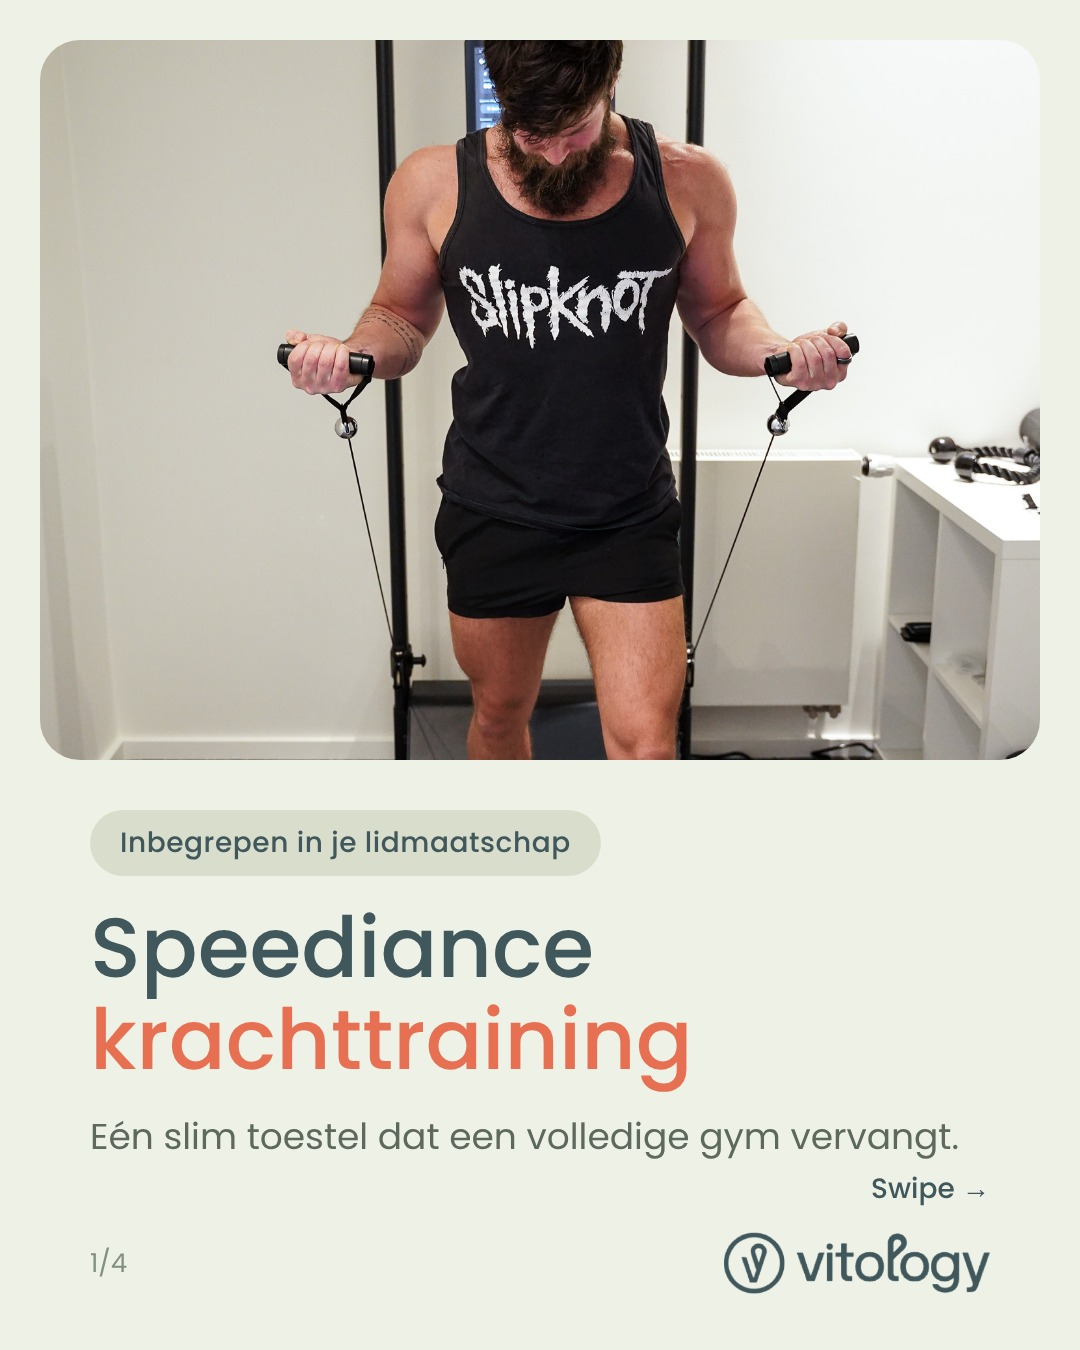 Slipknot
Inbegrepen in je lidmaatschap
Speediance
krachttraining
Eén slim toestel dat een volledige gym vervangt.
Swipe →
1/4
vitology